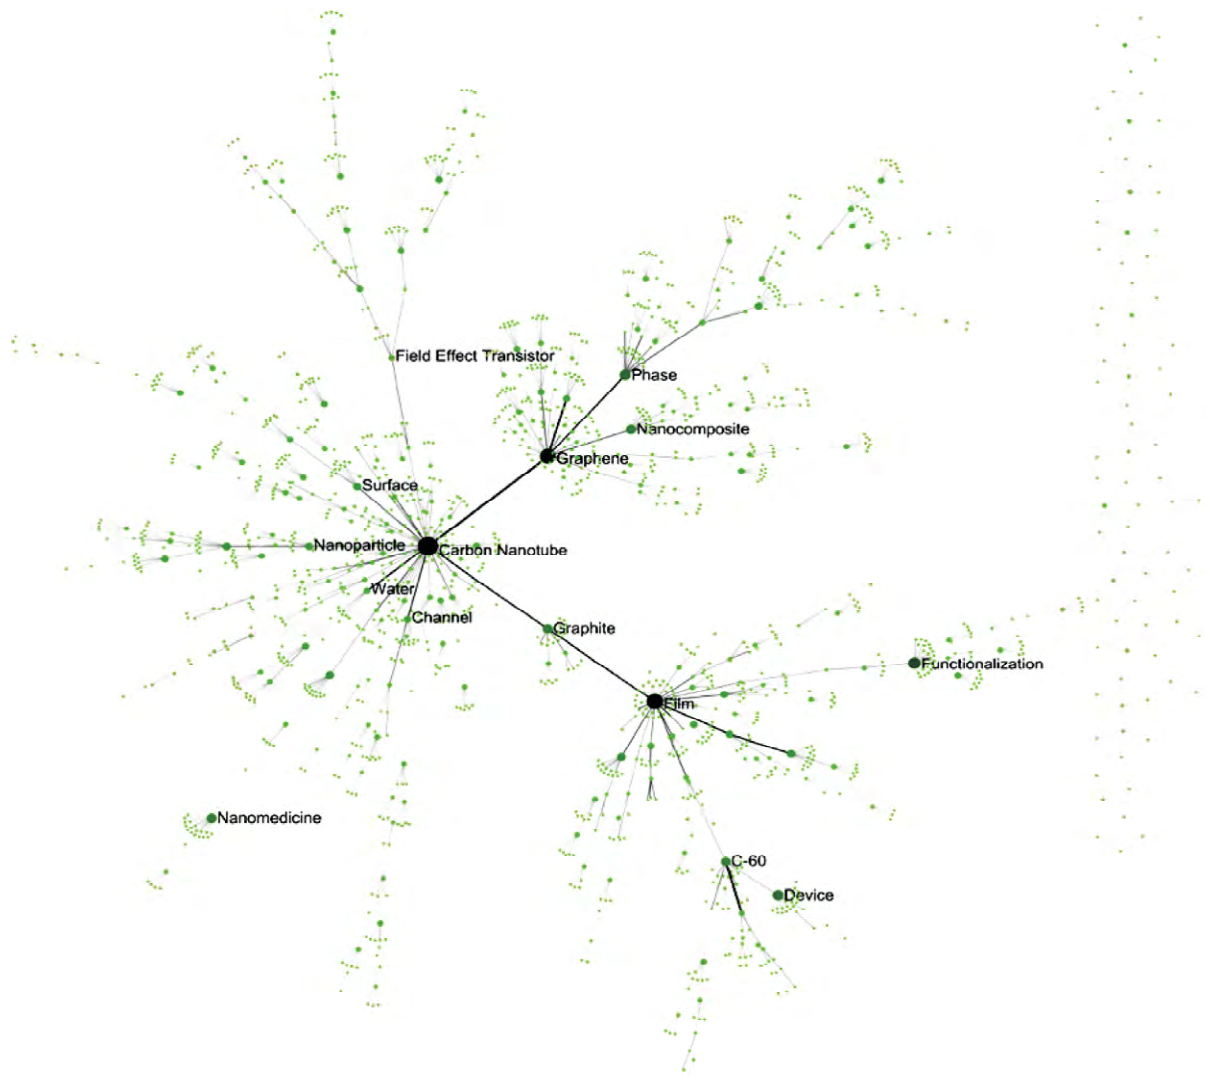 Field Effect Transistor
Phase
Nanocomposite
Graphene
Surface
Nanoparticle
Carbon Nanotube
Water
Channel
Graphite
Functionalization
Film
Nanomedicine
C-60
Device